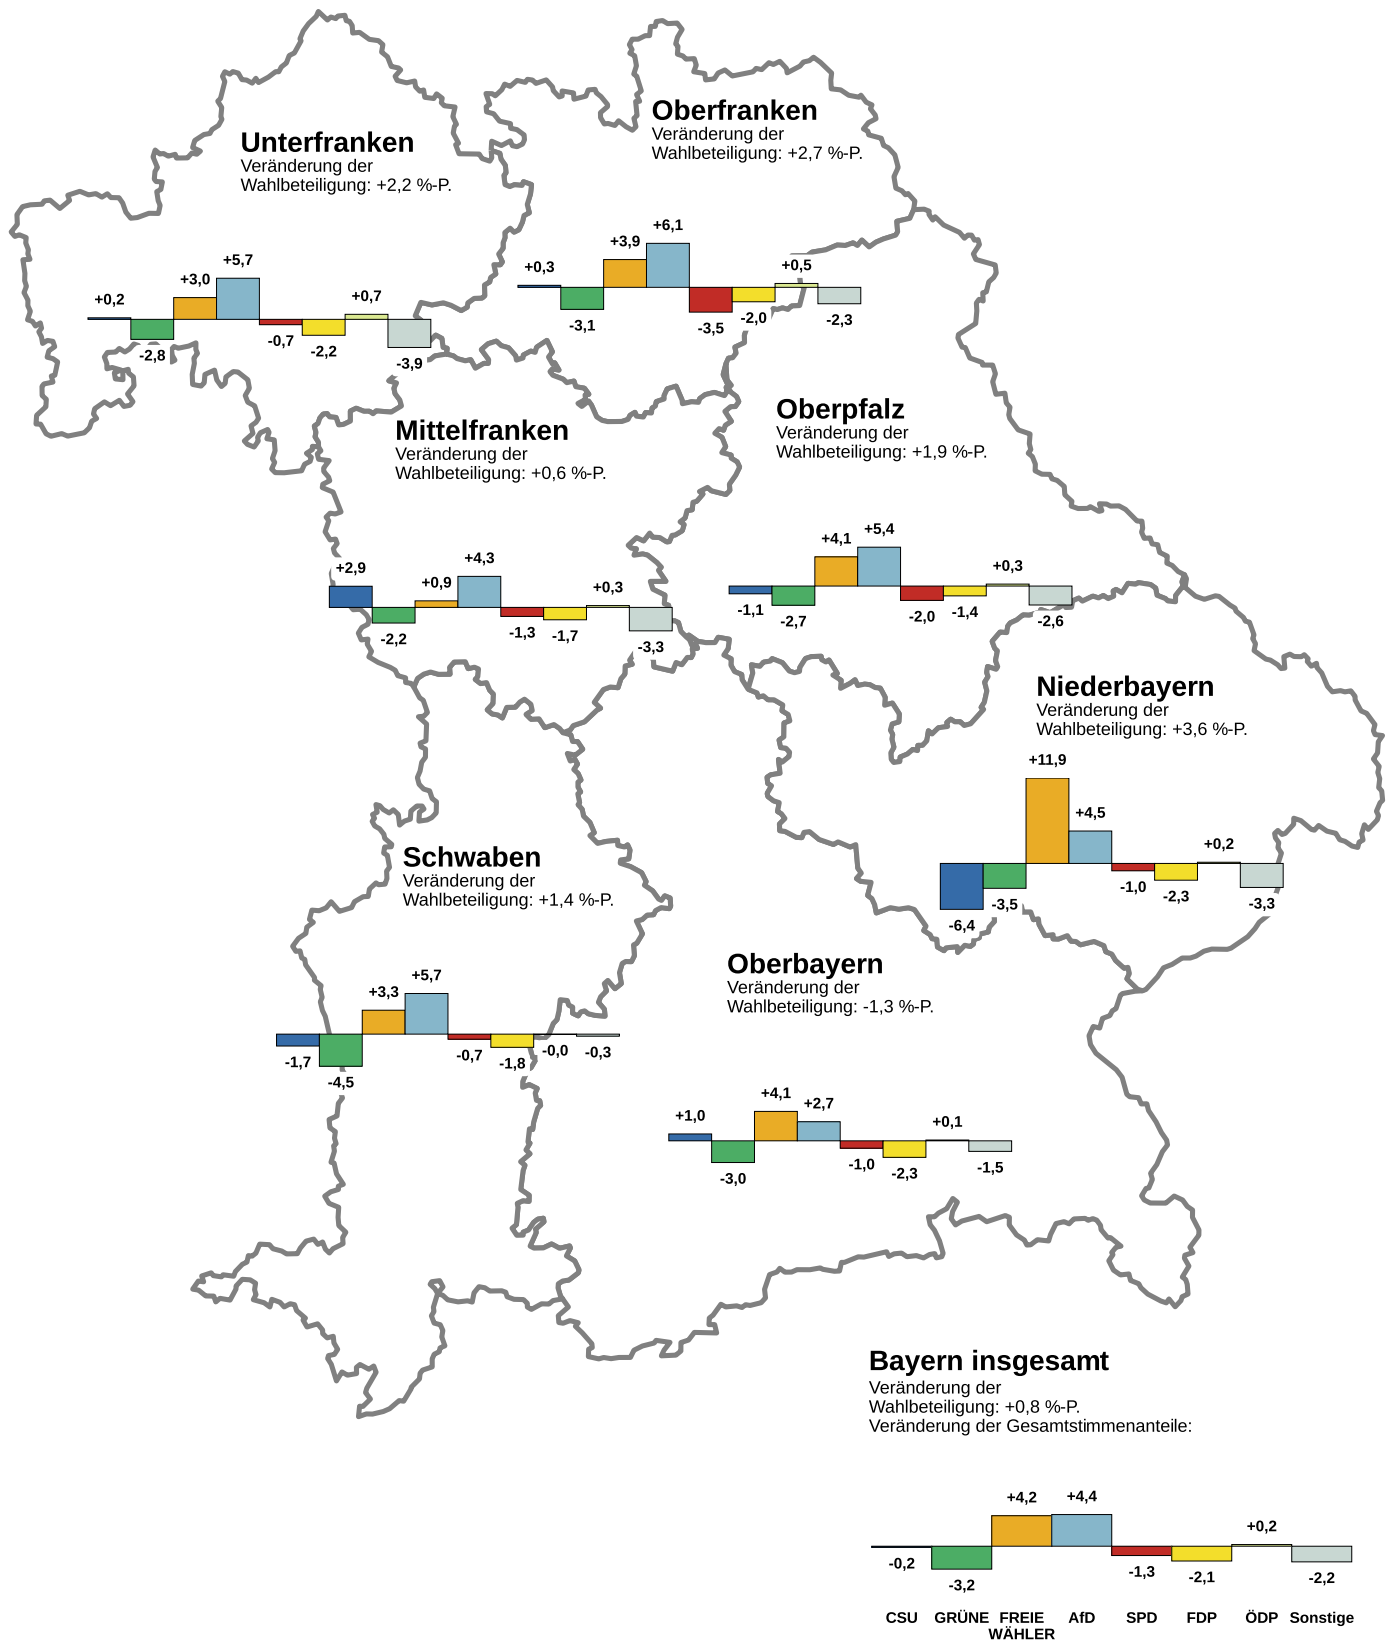 Oberfranken
Veränderung der
Wahlbeteiligung: +2,7 %-P.
Unterfranken
Veränderung der
Wahlbeteiligung: +2,2 %-P.
+0,3
-3,1
+3,9
+6,1
-3,5
-2,0
+0,5
-2,3
+0,2
-2,8
+3,0
+5,7
-0,7
-2,2
+0,7
-3,9
Mittelfranken
Veränderung der
Wahlbeteiligung: +0,6 %-P.
Oberpfalz
Veränderung der
Wahlbeteiligung: +1,9 %-P.
+2,9
-2,2
+0,9
+4,3
-1,3
-1,7
+0,3
-3,3
-1,1
-2,7
+4,1
+5,4
-2,0
-1,4
+0,3
-2,6
Niederbayern
Veränderung der
Wahlbeteiligung: +3,6 %-P.
-6,4
-3,5
+11,9
+4,5
-1,0
-2,3
+0,2
-3,3
Schwaben
Veränderung der
Wahlbeteiligung: +1,4 %-P.
-1,7
-4,5
+3,3
+5,7
-0,7
-1,8
-0,0
-0,3
Oberbayern
Veränderung der
Wahlbeteiligung: -1,3 %-P.
+1,0
-3,0
+4,1
+2,7
-1,0
-2,3
+0,1
-1,5
Bayern insgesamt
Veränderung der
Wahlbeteiligung: +0,8 %-P.
Veränderung der Gesamtstimmenanteile:
-0,2
-3,2
+4,2
+4,4
-1,3
-2,1
+0,2
-2,2
CSU GRÜNE FREIE AfD SPD FDP ÖDP Sonstige
WÄHLER